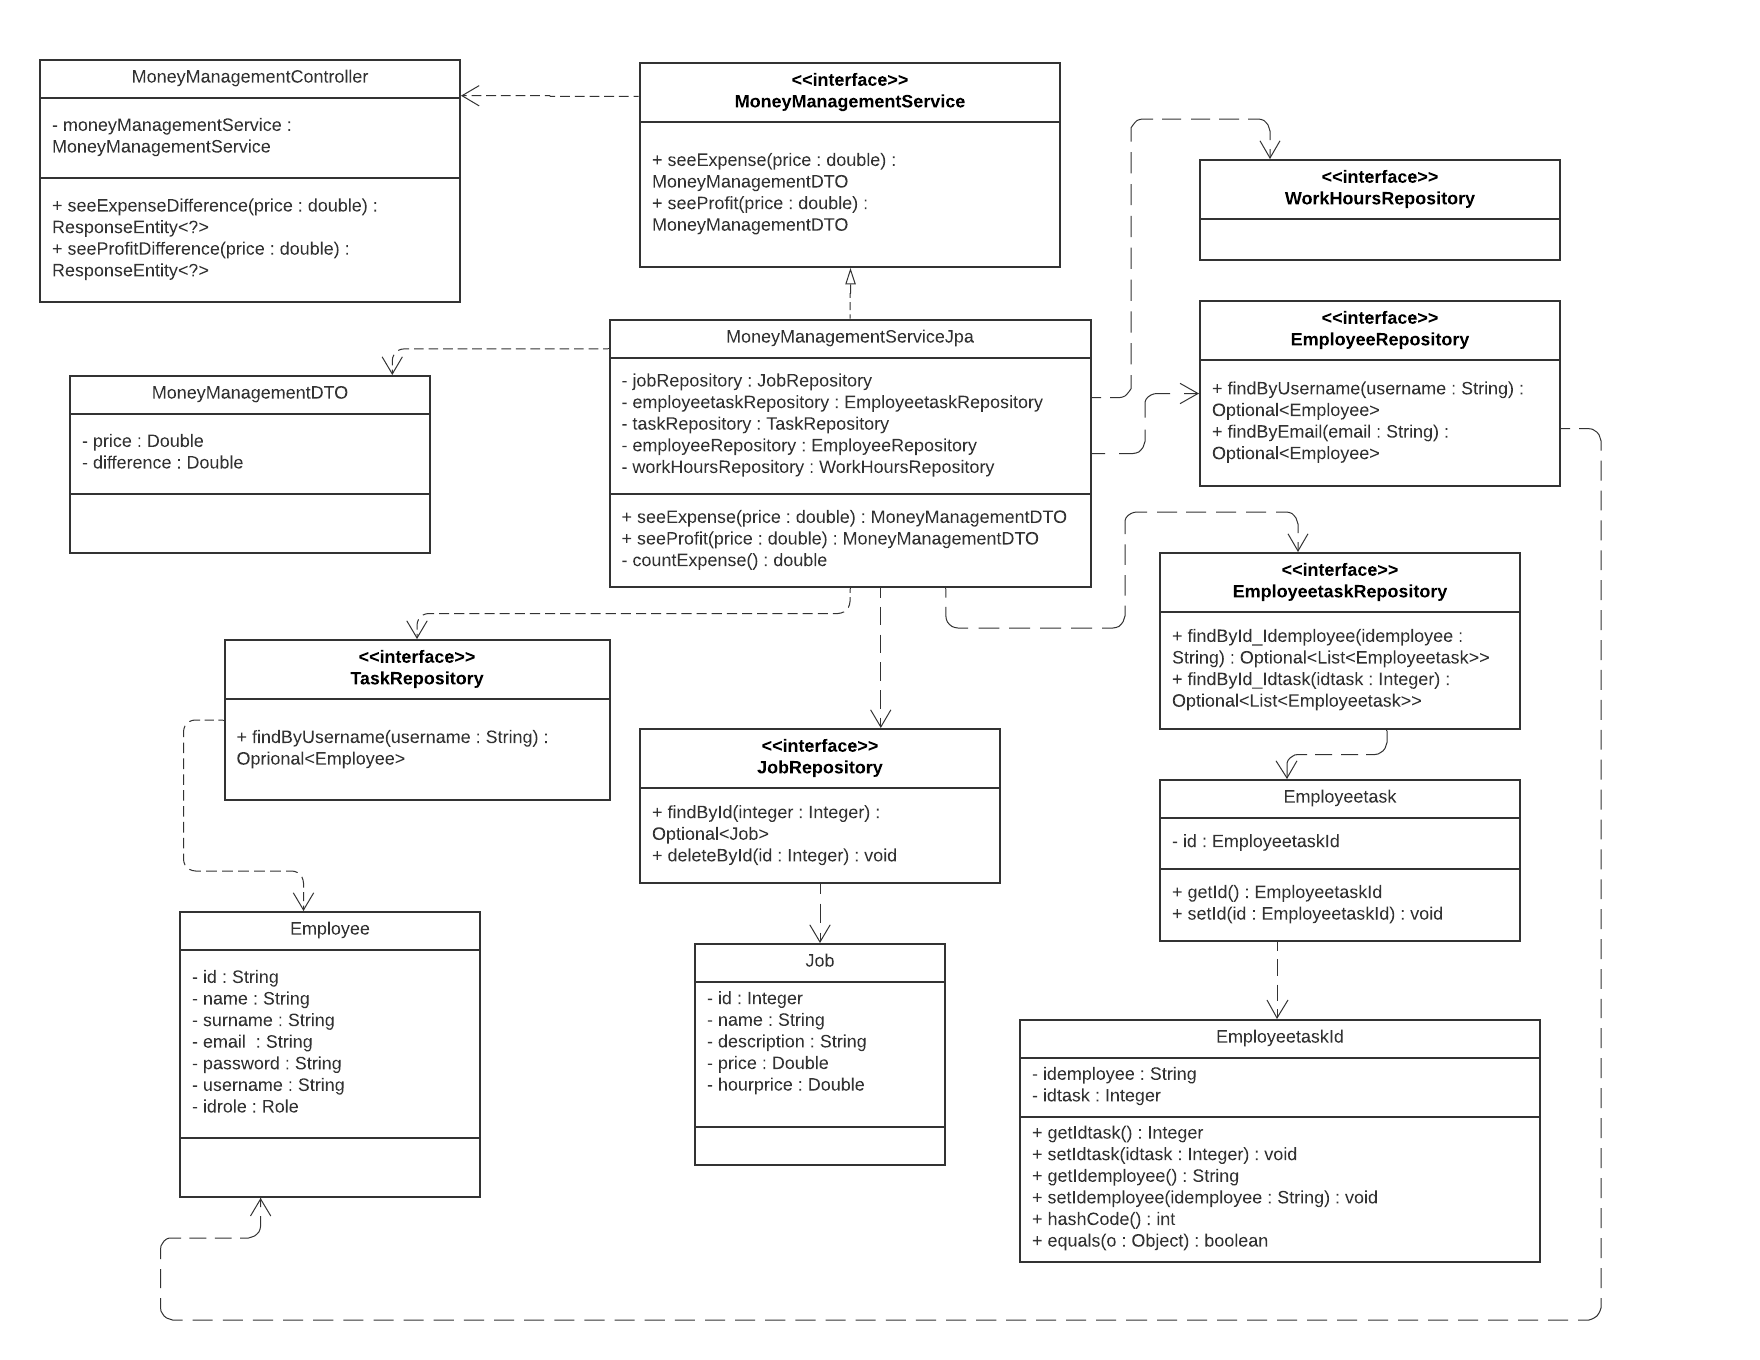 MoneyManagementController
- moneyManagementService :
MoneyManagementService
+ seeExpenseDifference(price : double) :
ResponseEntity<?>
+ seeProfitDifference(price : double) :
ResponseEntity<?>
<<interface>>
MoneyManagementService
+ seeExpense(price : double) :
MoneyManagementDTO
+ seeProfit(price : double) :
MoneyManagementDTO
<<interface>>
WorkHoursRepository
<<interface>>
EmployeeRepository
+ findByUsername(username : String) :
Optional<Employee>
+ findByEmail(email : String) :
Optional<Employee>
MoneyManagementServiceJpa
- jobRepository : JobRepository
- employeetaskRepository : EmployeetaskRepository
- taskRepository : TaskRepository
- employeeRepository : EmployeeRepository
- workHoursRepository : WorkHoursRepository
+ seeExpense(price : double) : MoneyManagementDTO
+ seeProfit(price : double) : MoneyManagementDTO
- countExpense() : double
MoneyManagementDTO
- price : Double
- difference : Double
<<interface>>
EmployeetaskRepository
+ findById_Idemployee(idemployee :
String) : Optional<List<Employeetask>>
+ findById_Idtask(idtask : Integer) :
Optional<List<Employeetask>>
<<interface>>
TaskRepository
+ findByUsername(username : String) :
Oprional<Employee>
<<interface>>
JobRepository
+ findById(integer : Integer) :
Optional<Job>
+ deleteById(id : Integer) : void
Employeetask
- id : EmployeetaskId
+ getId() : EmployeetaskId
+ setId(id : EmployeetaskId) : void
Employee
- id : String
- name : String
- surname : String
- email  : String
- password : String
- username : String
- idrole : Role
Job
- id : Integer
- name : String
- description : String
- price : Double
- hourprice : Double
EmployeetaskId
- idemployee : String
- idtask : Integer
+ getIdtask() : Integer
+ setIdtask(idtask : Integer) : void
+ getIdemployee() : String
+ setIdemployee(idemployee : String) : void
+ hashCode() : int
+ equals(o : Object) : boolean